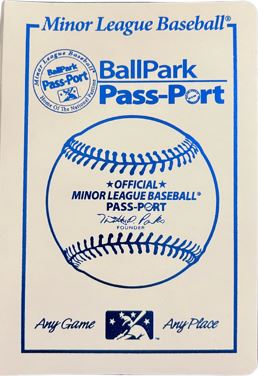 Minor League Baseball®
Minor League Baseball®
BallPark
Pass-Port
Home Of The National Pastime
BallPark
Pass-Port
★OFFICIAL★
MINOR LEAGUE BASEBALL®
PASS-PORT
FOUNDER
Any Game
Any Place
TM